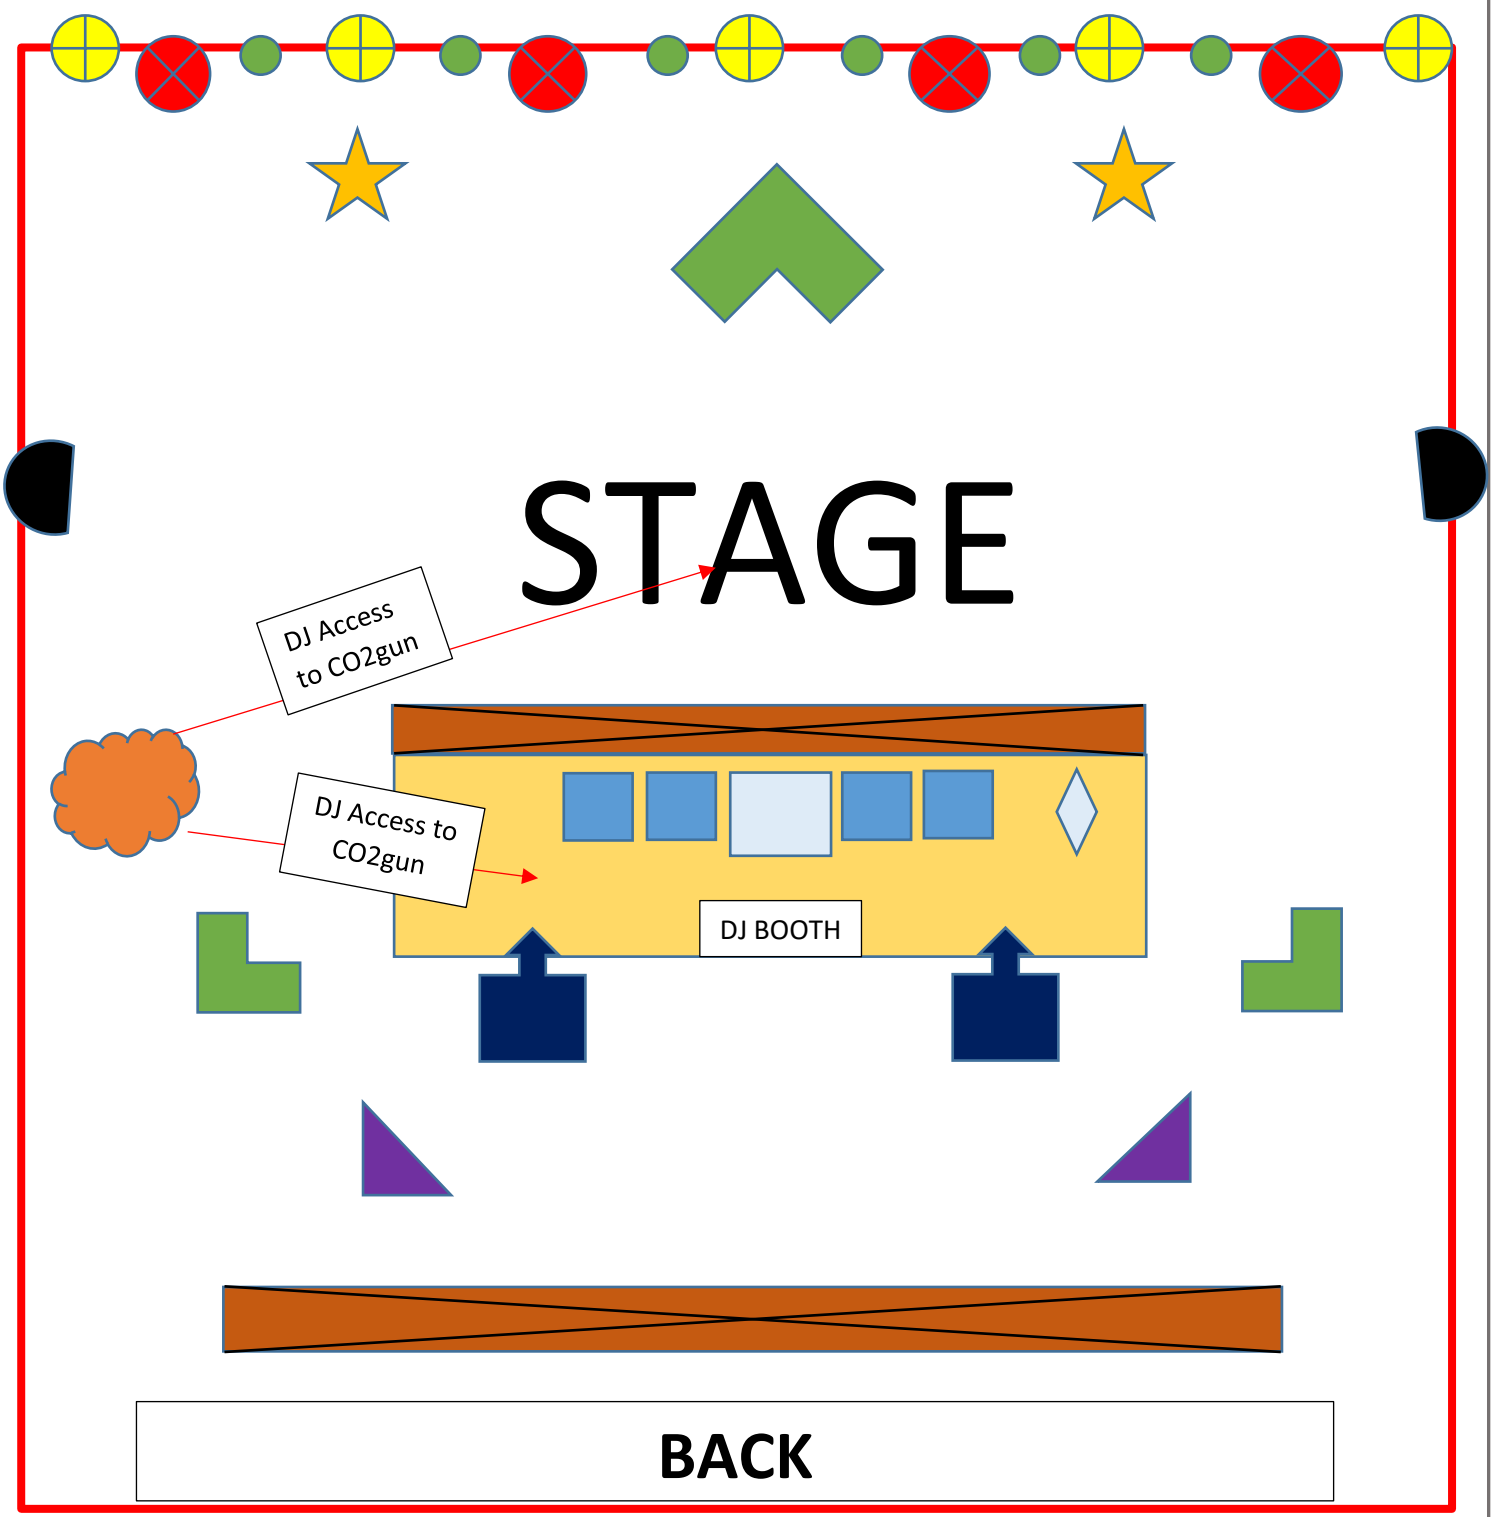 STAGE
DJ Access
to CO2gun
DJ Access to
CO2gun
DJ BOOTH
BACK